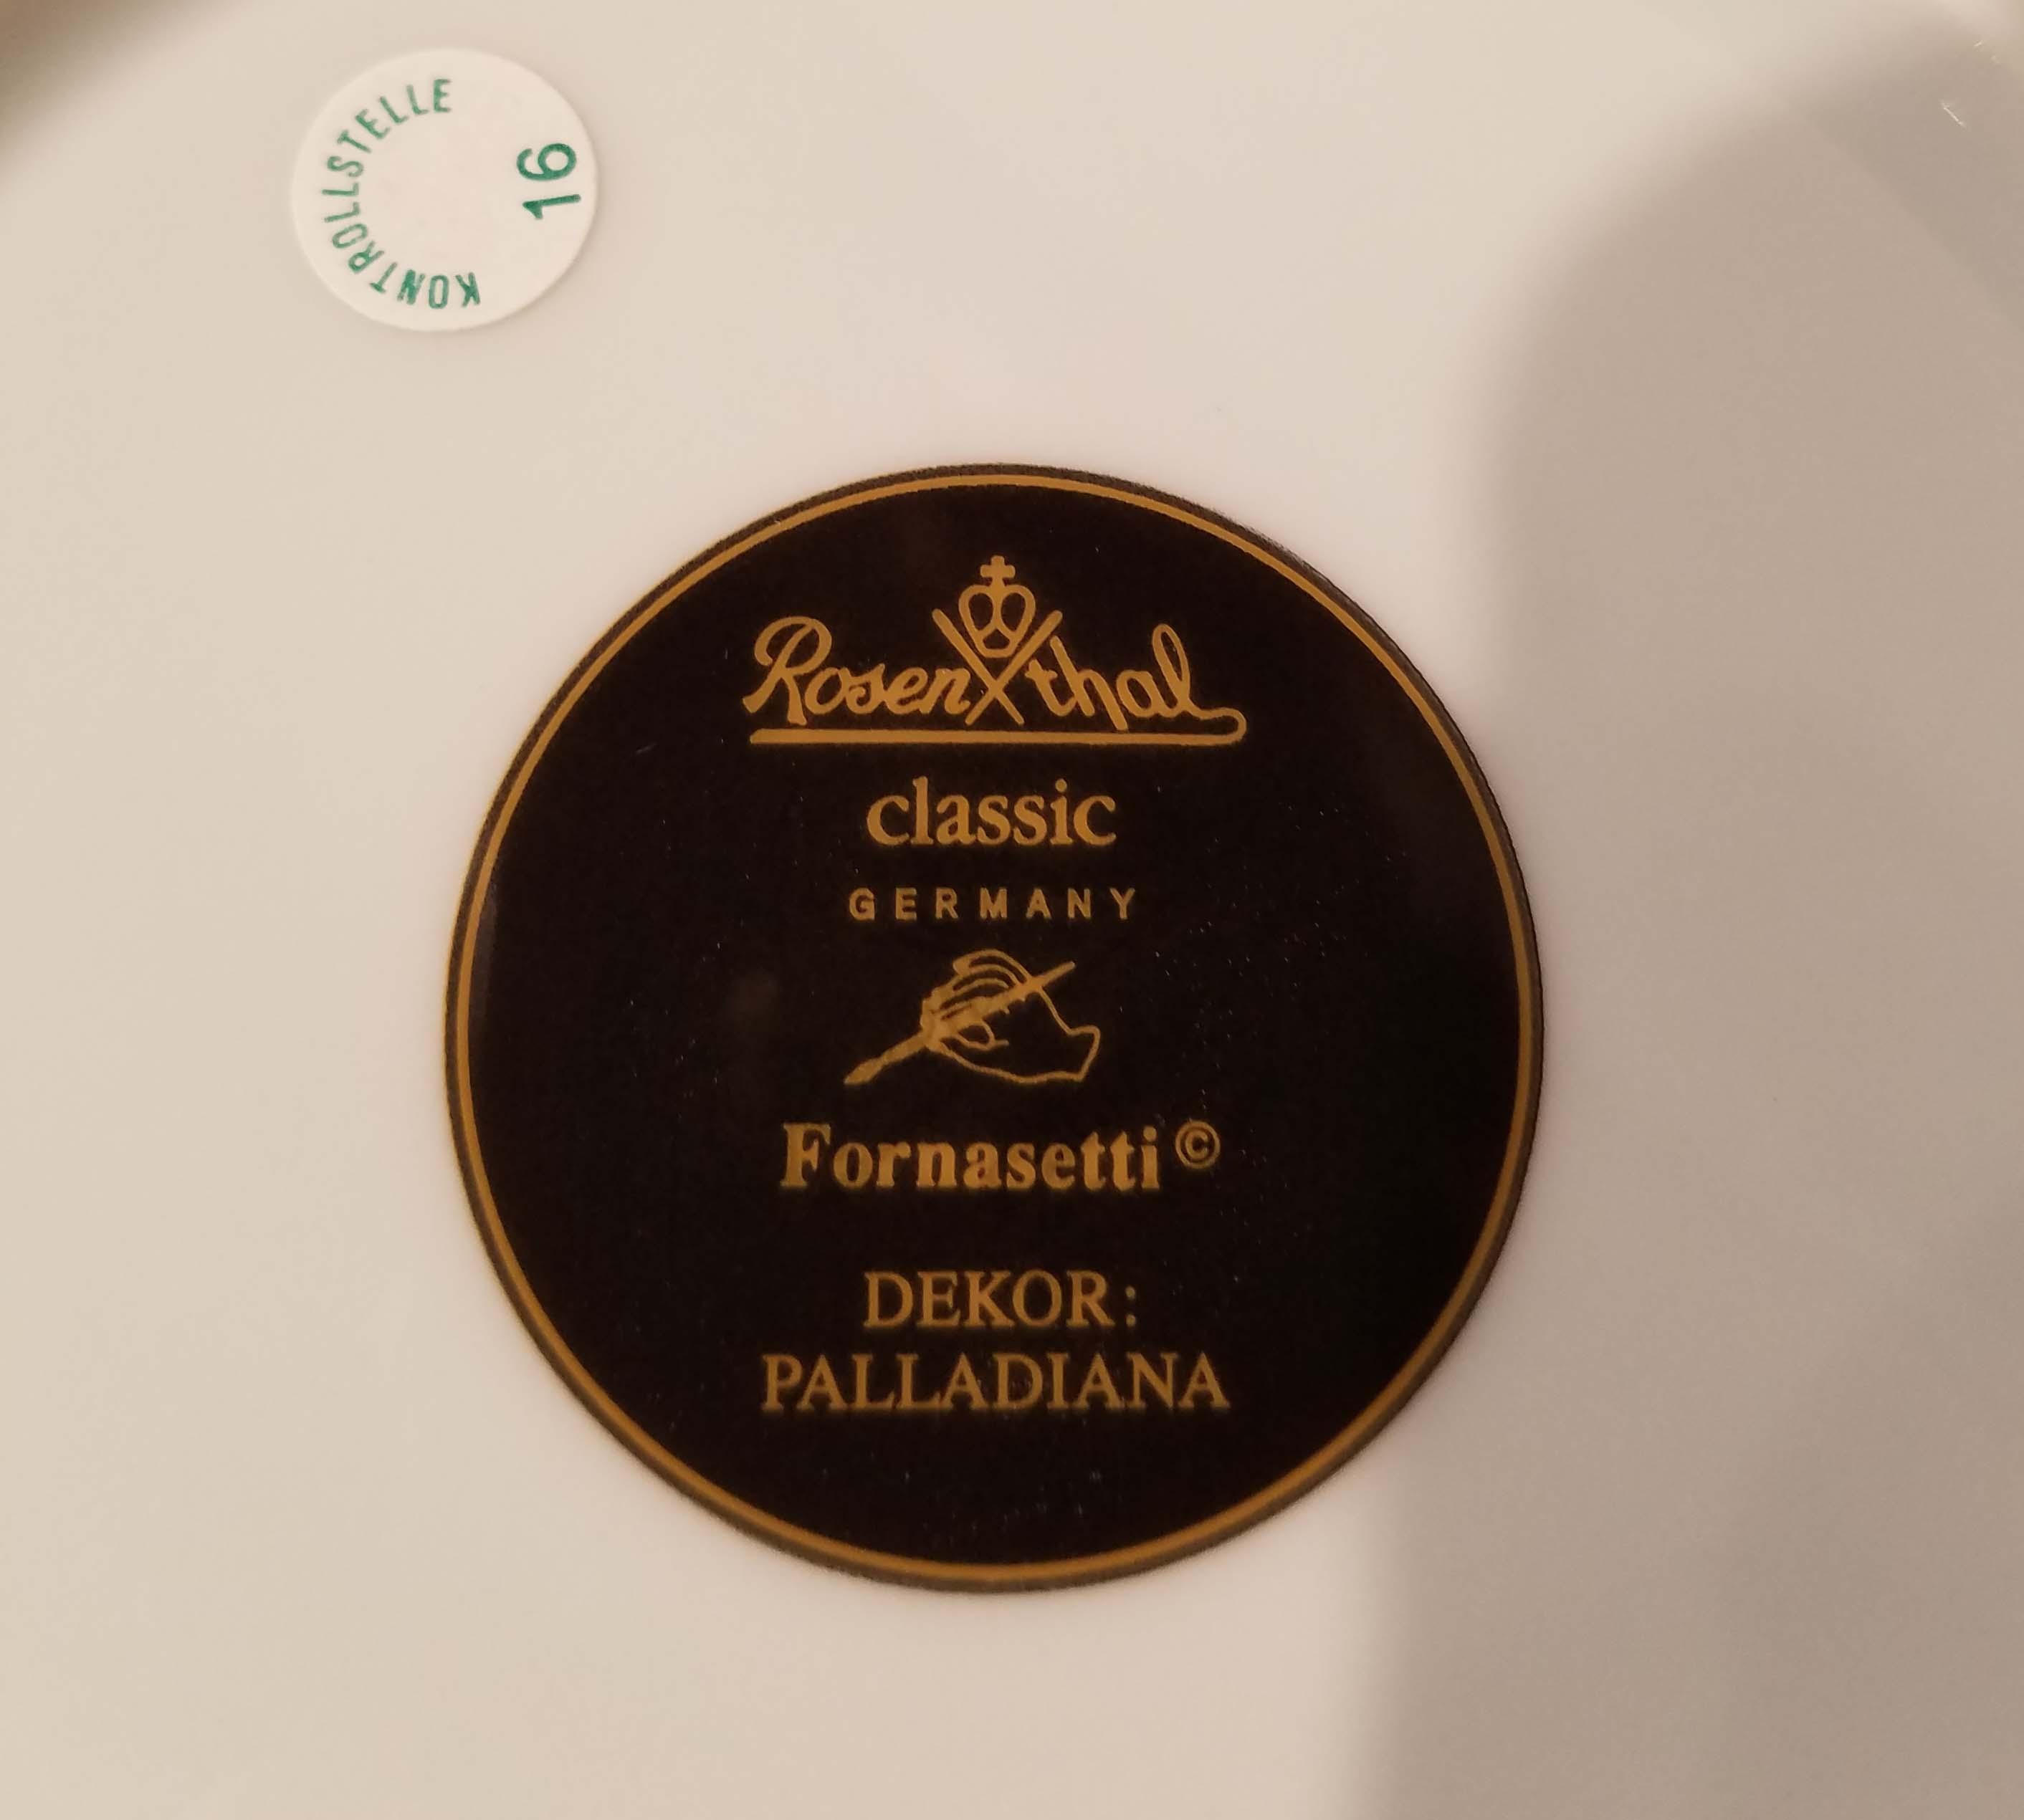 KONTROLLSTELLE
16
Rosenthal
classic
GERMANY
Fornasetti©
DEKOR:
PALLADIANA